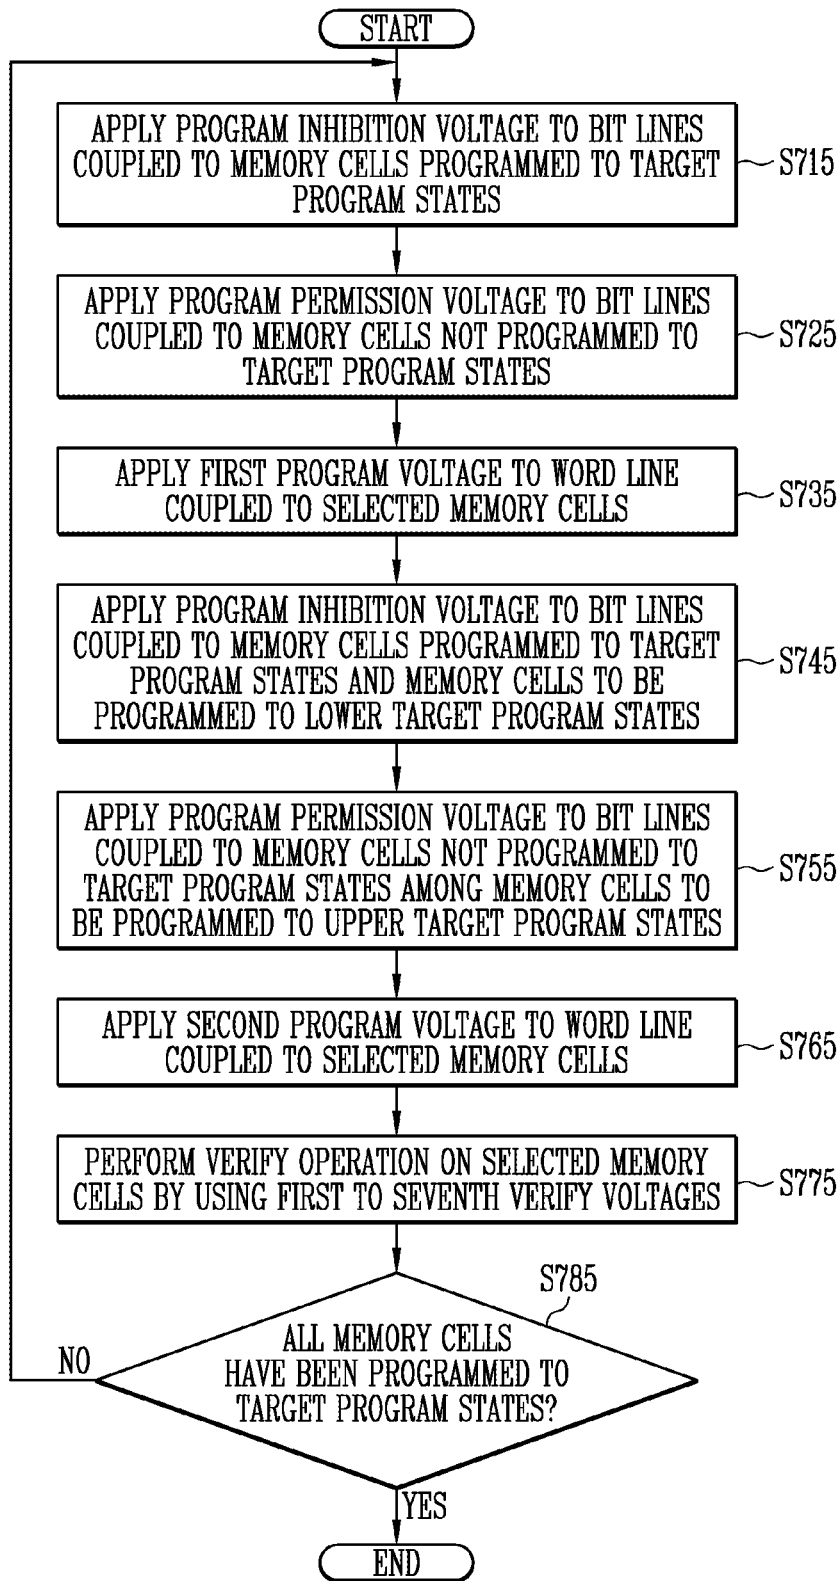 START
APPLY PROGRAM INHIBITION VOLTAGE TO BIT LINES
COUPLED TO MEMORY CELLS PROGRAMMED TO TARGET
PROGRAM STATES
S715
APPLY PROGRAM PERMISSION VOLTAGE TO BIT LINES
COUPLED TO MEMORY CELLS NOT PROGRAMMED TO
TARGET PROGRAM STATES
S725
APPLY FIRST PROGRAM VOLTAGE TO WORD LINE
COUPLED TO SELECTED MEMORY CELLS
S735
APPLY PROGRAM INHIBITION VOLTAGE TO BIT LINES
COUPLED TO MEMORY CELLS PROGRAMMED TO TARGET
PROGRAM STATES AND MEMORY CELLS TO BE
PROGRAMMED TO LOWER TARGET PROGRAM STATES
S745
APPLY PROGRAM PERMISSION VOLTAGE TO BIT LINES
COUPLED TO MEMORY CELLS NOT PROGRAMMED TO
TARGET PROGRAM STATES AMONG MEMORY CELLS TO
BE PROGRAMMED TO UPPER TARGET PROGRAM STATES
S755
APPLY SECOND PROGRAM VOLTAGE TO WORD LINE
COUPLED TO SELECTED MEMORY CELLS
S765
PERFORM VERIFY OPERATION ON SELECTED MEMORY
CELLS BY USING FIRST TO SEVENTH VERIFY VOLTAGES
S775
S785
ALL MEMORY CELLS
HAVE BEEN PROGRAMMED TO
TARGET PROGRAM STATES?
NO
YES
END